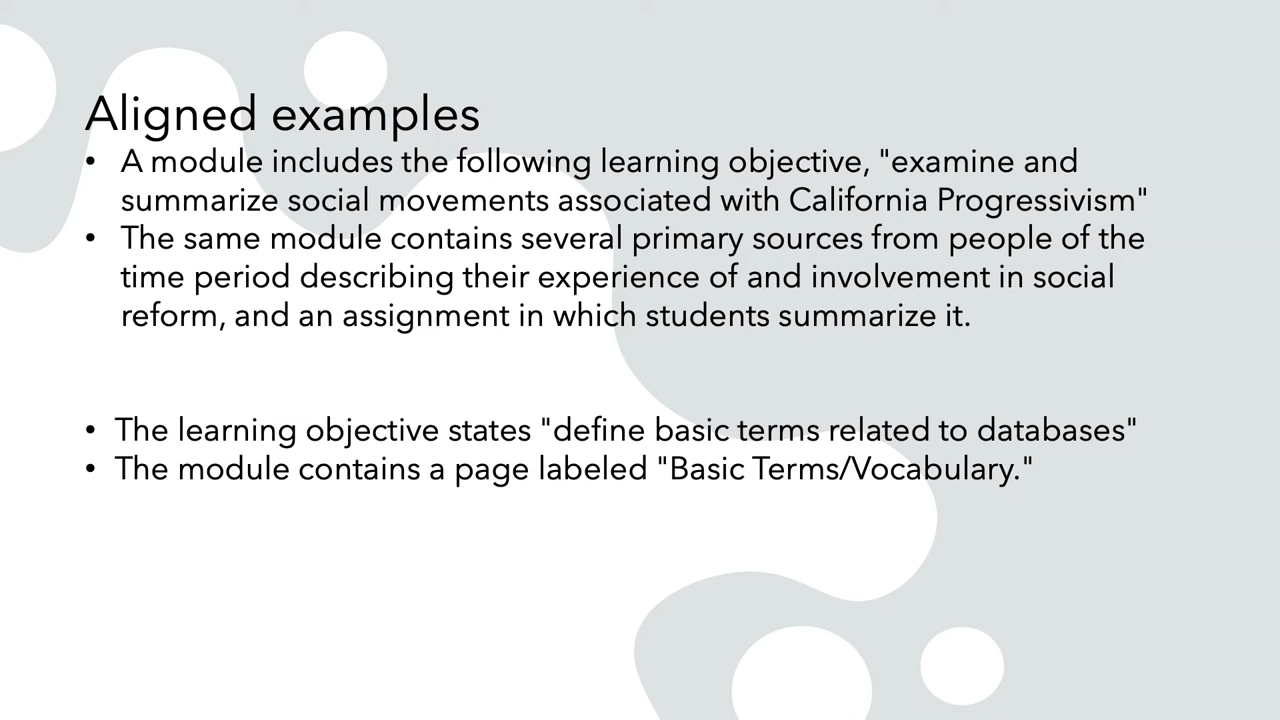 Aligned examples
• A module includes the following learning objective, "examine and
summarize social movements associated with California Progressivism"
• The same module contains several primary sources from people of the
time period describing their experience of and involvement in social
reform, and an assignment in which students summarize it.
• The learning objective states "define basic terms related to databases"
• The module contains a page labeled "Basic Terms/Vocabulary."